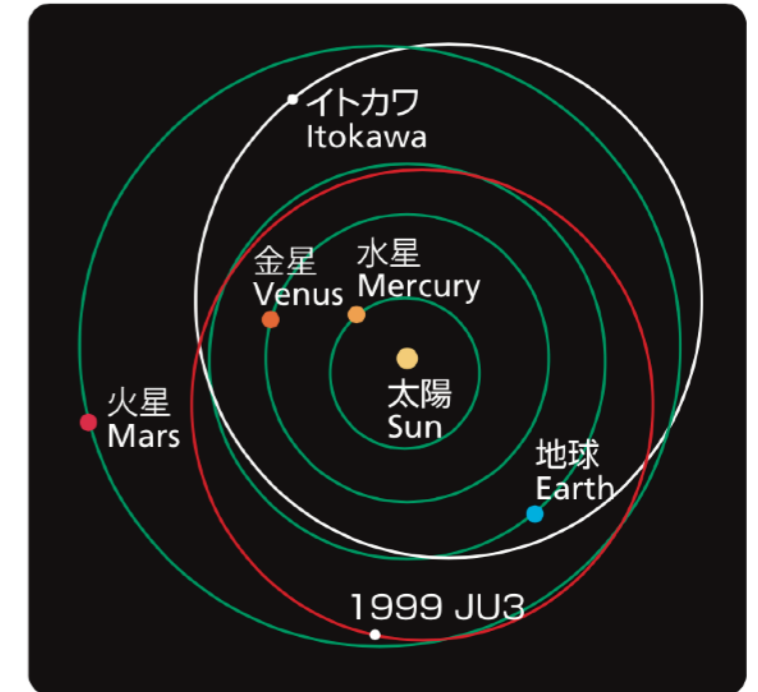 イトカワ
Itokawa
金星
Venus
水星
Mercury
太陽
Sun
火星
Mars
地球
Earth
1999 JU3